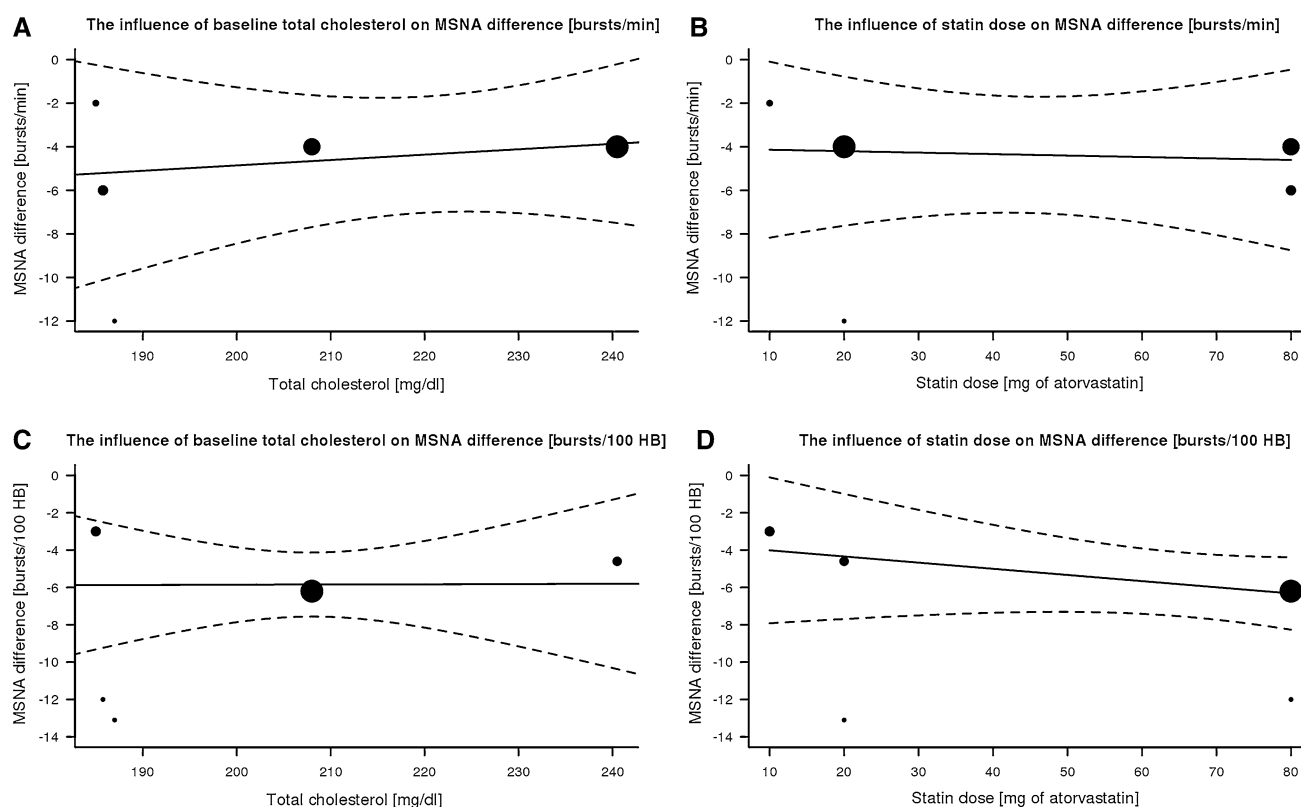 A The influence of baseline total cholesterol on MSNA difference [bursts/min]
MSNA difference [bursts/min]
0
-2
-4
-6
-8
-10
-12
190 200 210 220 230 240
Total cholesterol [mg/dl]
B The influence of statin dose on MSNA difference [bursts/min]
MSNA difference [bursts/min]
0
-2
-4
-6
-8
-10
-12
10 20 30 40 50 60 70 80
Statin dose [mg of atorvastatin]
C The influence of baseline total cholesterol on MSNA difference [bursts/100 HB]
MSNA difference [bursts/100 HB]
0
-2
-4
-6
-8
-10
-12
-14
190 200 210 220 230 240
Total cholesterol [mg/dl]
D The influence of statin dose on MSNA difference [bursts/100 HB]
MSNA difference [bursts/100 HB]
0
-2
-4
-6
-8
-10
-12
-14
10 20 30 40 50 60 70 80
Statin dose [mg of atorvastatin]